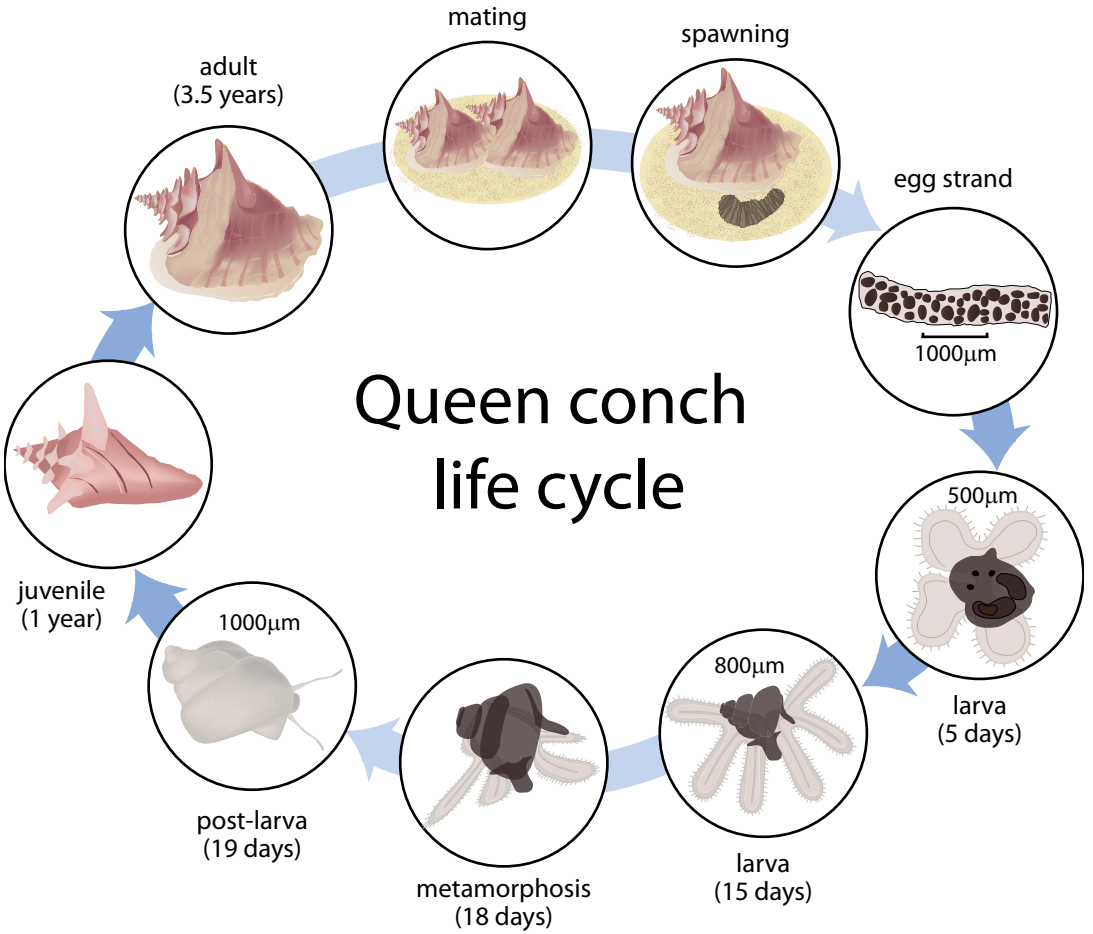 mating
spawning
adult
(3.5 years)
egg strand
1000μm
Queen conch
life cycle
500μm
larva
(5 days)
800μm
larva
(15 days)
metamorphosis
(18 days)
1000μm
post-larva
(19 days)
juvenile
(1 year)